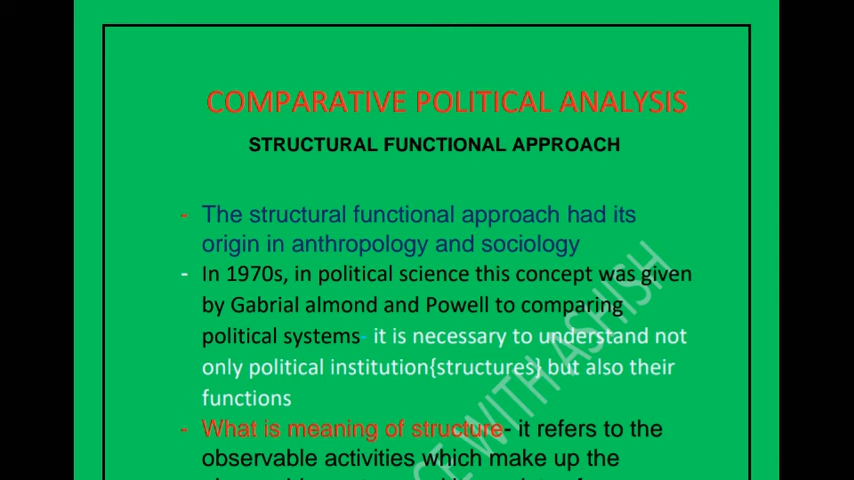 COMPARATIVE POLITICAL ANALYSIS
STRUCTURAL FUNCTIONAL APPROACH
- The structural functional approach had its
origin in anthropology and sociology
- In 1970s, in political science this concept was given
by Gabrial almond and Powell to comparing
political systems- it is necessary to understand not
only political institution{structures} but also their
functions
- What is meaning of structure- it refers to the
observable activities which make up the
WITH ASHISH